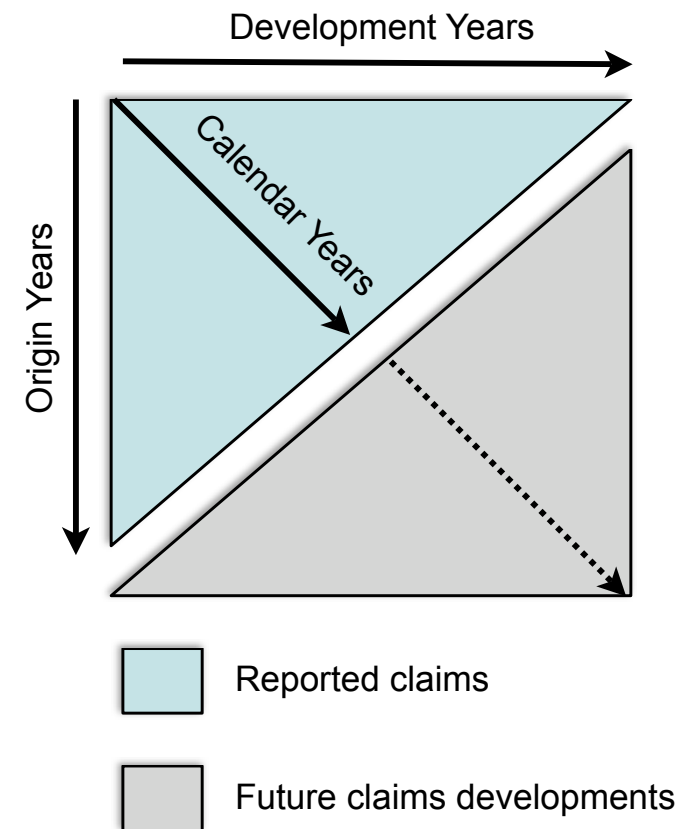 Development Years
Calendar Years
Origin Years
Reported claims
Future claims developments